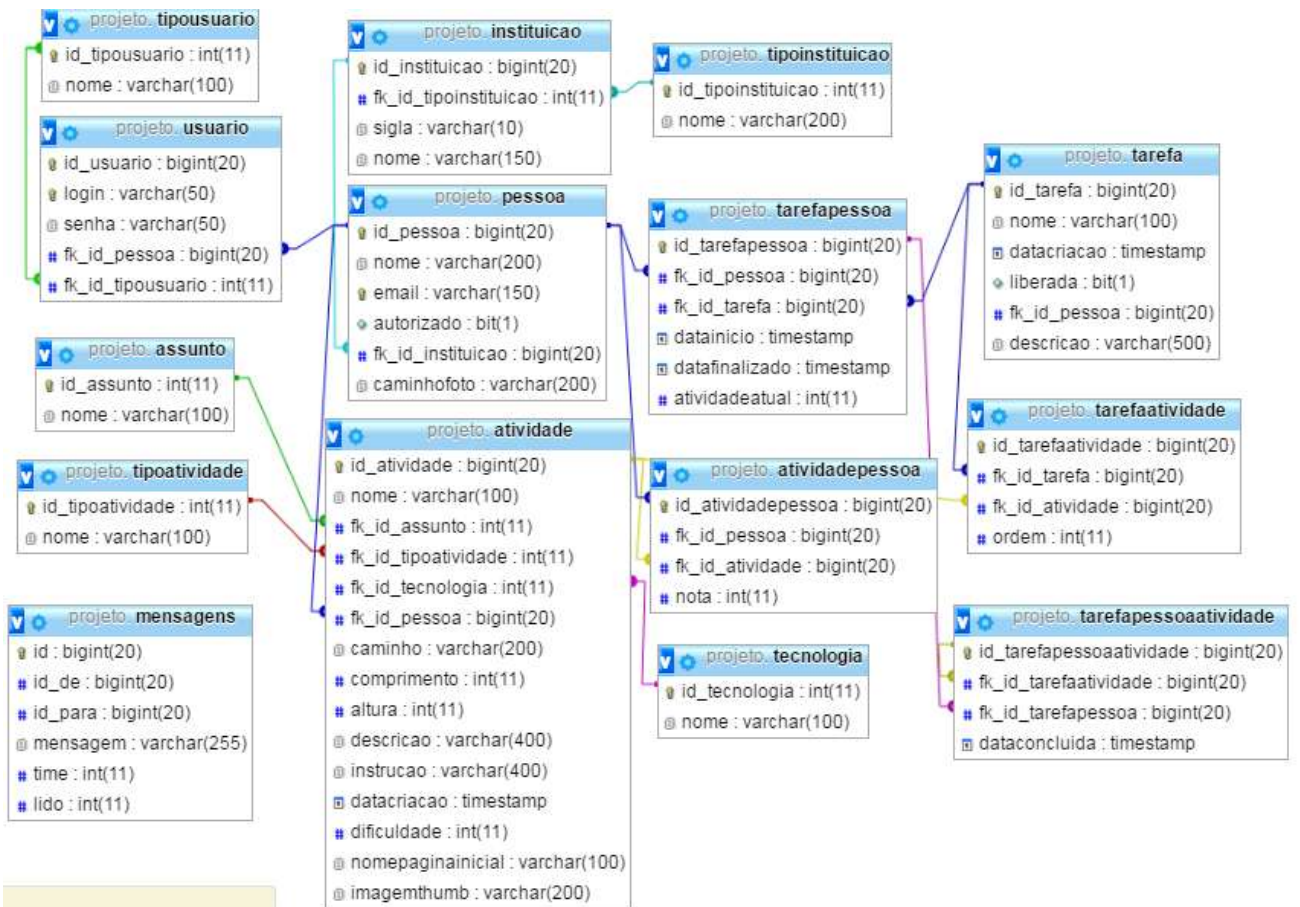 projeto. tipousuario
id_tipousuario : int(11)
nome : varchar(100)
projeto. usuario
id_usuario : bigint(20)
login : varchar(50)
senha : varchar(50)
fk_id_pessoa : bigint(20)
fk_id_tipousuario : int(11)
projeto. assunto
id_assunto : int(11)
nome : varchar(100)
projeto. tipoatividade
id_tipoatividade : int(11)
nome : varchar(100)
projeto. mensagens
id : bigint(20)
id_de : bigint(20)
id_para : bigint(20)
mensagem : varchar(255)
time : int(11)
lido : int(11)
projeto. instituicao
id_instituicao : bigint(20)
fk_id_tipoinstituicao : int(11)
sigla : varchar(10)
nome : varchar(150)
projeto. pessoa
id_pessoa : bigint(20)
nome : varchar(200)
email : varchar(150)
autorizado : bit(1)
fk_id_instituicao : bigint(20)
caminhofoto : varchar(200)
projeto. atividade
id_atividade : bigint(20)
nome : varchar(100)
fk_id_assunto : int(11)
fk_id_tipoatividade : int(11)
fk_id_tecnologia : int(11)
fk_id_pessoa : bigint(20)
caminho : varchar(200)
comprimento : int(11)
altura : int(11)
descricao : varchar(400)
instrucao : varchar(400)
datacriacao : timestamp
dificuldade : int(11)
nomepaginainicial : varchar(100)
imagemthumb : varchar(200)
projeto. tipoinstituicao
id_tipoinstituicao : int(11)
nome : varchar(200)
projeto. tarefapessoa
id_tarefapessoa : bigint(20)
fk_id_pessoa : bigint(20)
fk_id_tarefa : bigint(20)
datainicio : timestamp
datafinalizado : timestamp
atividadeatual : int(11)
projeto. atividadepessoa
id_atividadepessoa : bigint(20)
fk_id_pessoa : bigint(20)
fk_id_atividade : bigint(20)
nota : int(11)
projeto. tecnologia
id_tecnologia : int(11)
nome : varchar(100)
projeto. tarefa
id_tarefa : bigint(20)
nome : varchar(100)
datacriacao : timestamp
liberada : bit(1)
fk_id_pessoa : bigint(20)
descricao : varchar(500)
projeto. tarefaatividade
id_tarefaatividade : bigint(20)
fk_id_tarefa : bigint(20)
fk_id_atividade : bigint(20)
ordem : int(11)
projeto. tarefapessoaatividade
id_tarefapessoaatividade : bigint(20)
fk_id_tarefaatividade : bigint(20)
fk_id_tarefapessoa : bigint(20)
dataconcluida : timestamp